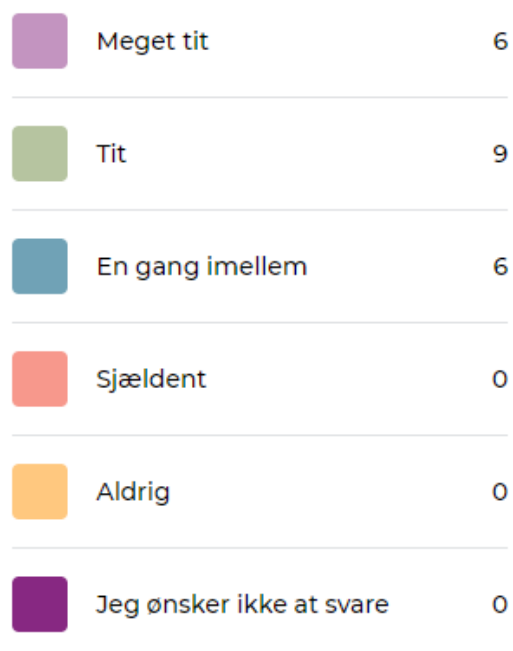 Meget tit 6
Tit 9
En gang imellem 6
Sjældent 0
Aldrig 0
Jeg ønsker ikke at svare 0